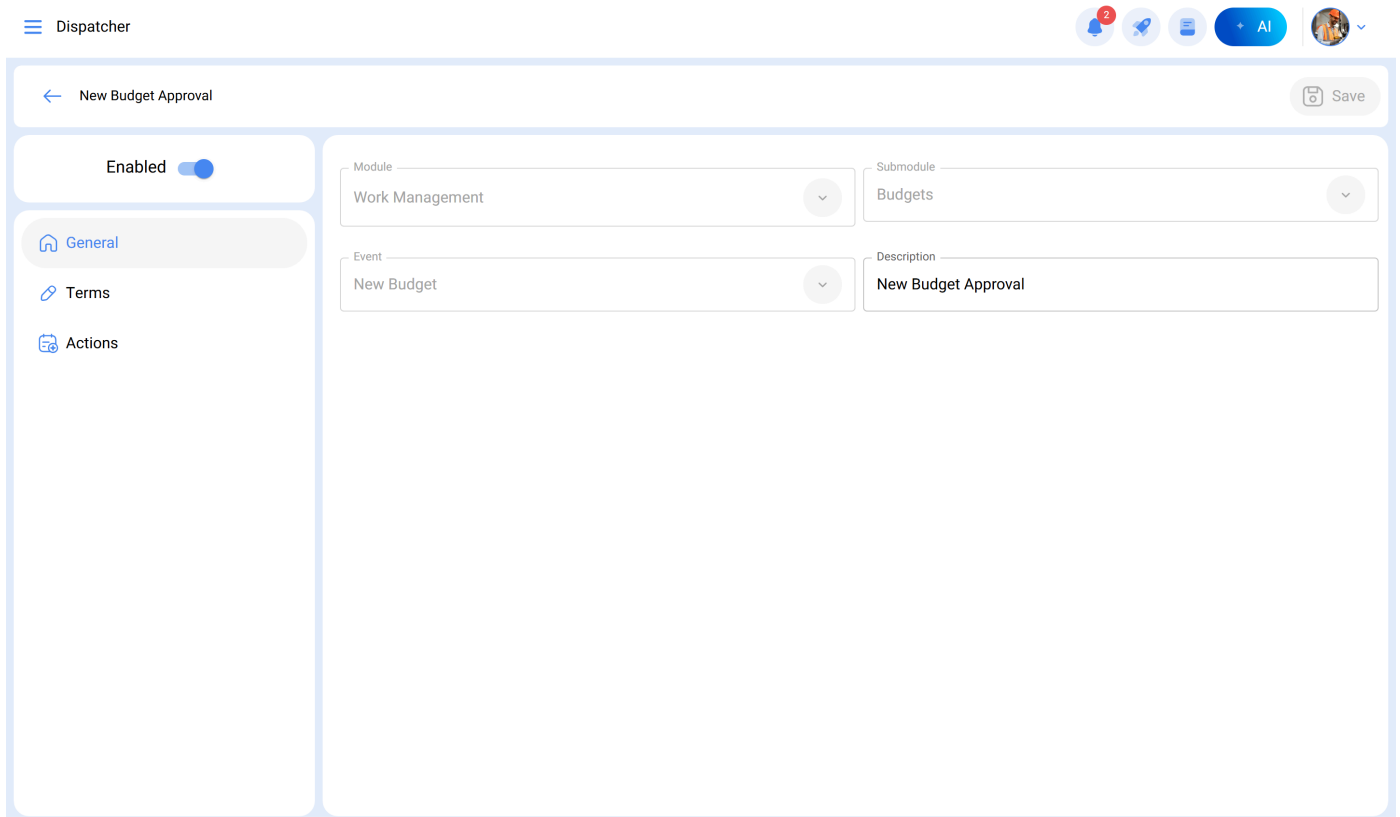 Dispatcher
2
AI
New Budget Approval
Save
Enabled
General
Terms
Actions
Module
Work Management
Submodule
Budgets
Event
New Budget
Description
New Budget Approval